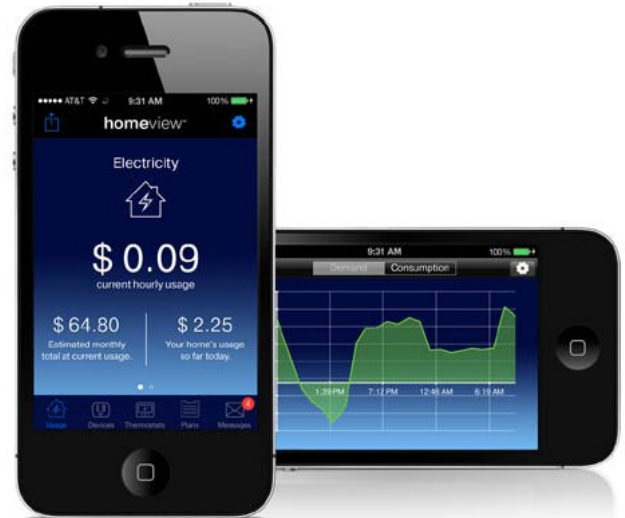 AT&T 9:31 AM 100%
homeview
Electricity
$ 0.09
current hourly usage
$ 64.80
Estimated monthly
total at current usage.
$ 2.25
Your home's usage
so far today.
Usage Devices Thermostats Plans Messages 4
9:31 AM 100%
Demand Consumption
1:39 PM 7:12 PM 12:46 AM 6:19 AM